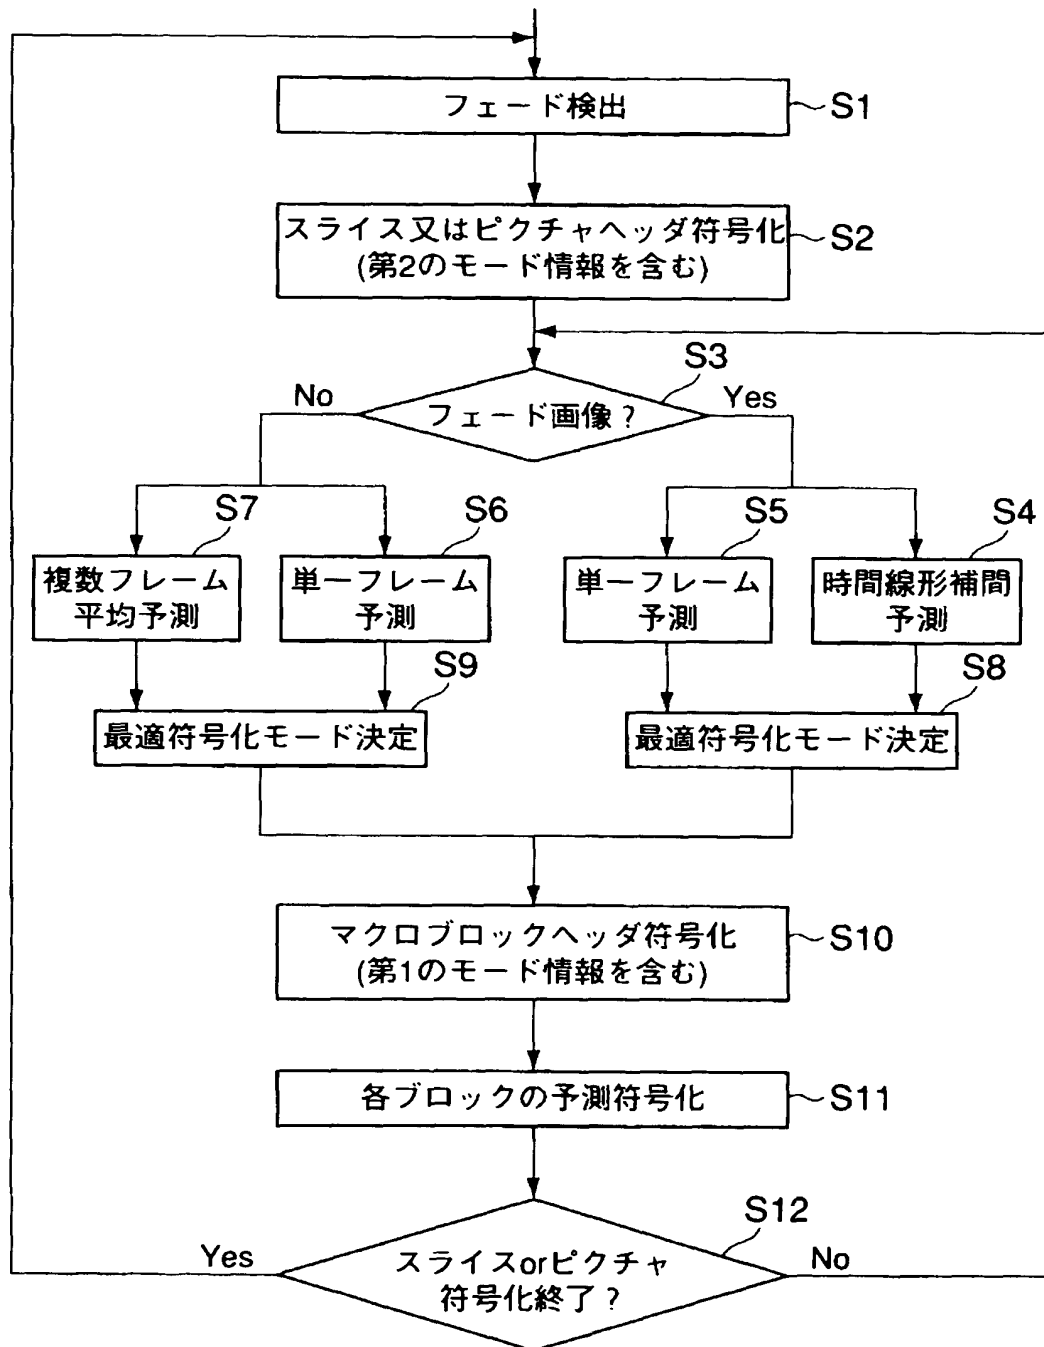 フェード検出
S1
スライス又はピクチャヘッダ符号化
(第2のモード情報を含む)
S2
S3
No
フェード画像？
Yes
S7
S6
S5
S4
複数フレーム
平均予測
単一フレーム
予測
単一フレーム
予測
時間線形補間
予測
S9
S8
最適符号化モード決定
最適符号化モード決定
マクロブロックヘッダ符号化
(第1のモード情報を含む)
S10
各ブロックの予測符号化
S11
S12
Yes
スライスorピクチャ
符号化終了？
No